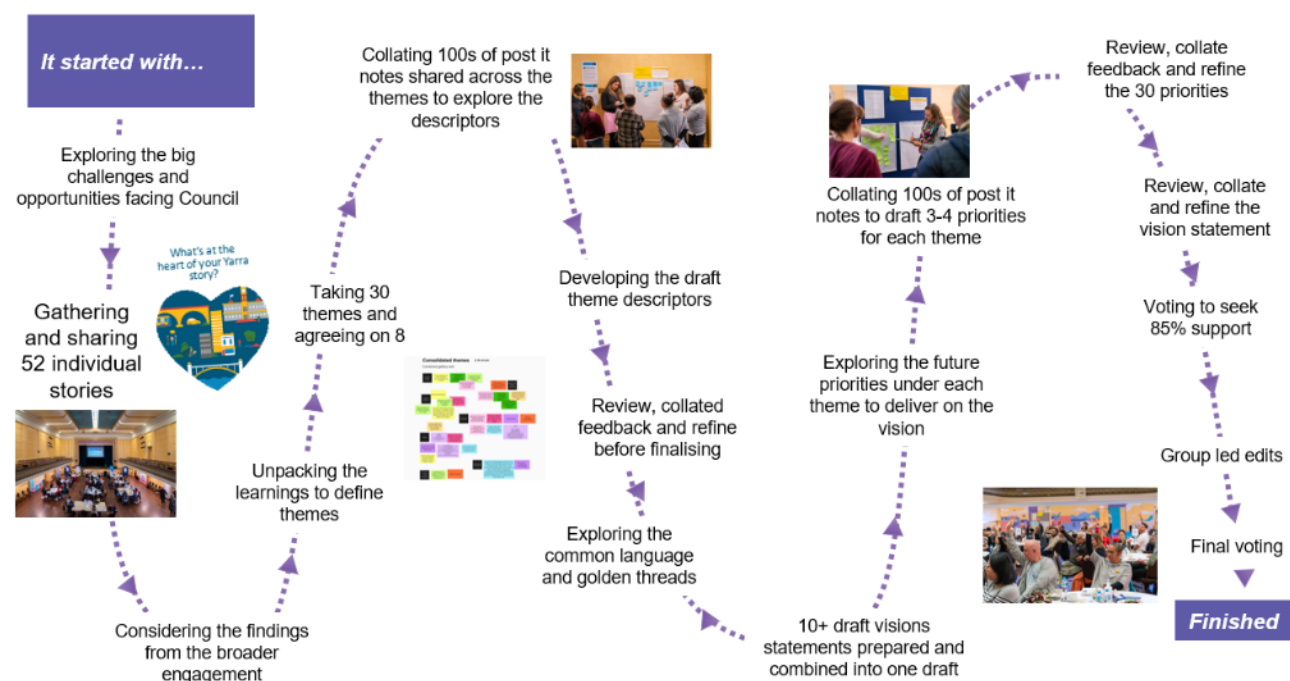 It started with…
Exploring the big
challenges and
opportunities facing Council
What's at the
heart of your Yarra
story?
Gathering
and sharing
52 individual
stories
Considering the findings
from the broader
engagement
Unpacking the
learnings to define
themes
Taking 30
themes and
agreeing on 8
Collating 100s of post it
notes shared across the
themes to explore the
descriptors
Consolidated themes
Developing the draft
theme descriptors
Review, collated
feedback and refine
before finalising
Exploring the
common language
and golden threads
10+ draft visions
statements prepared and
combined into one draft
Exploring the future
priorities under each
theme to deliver on the
vision
Collating 100s of post it
notes to draft 3-4 priorities
for each theme
Review, collate
feedback and refine
the 30 priorities
Review, collate
and refine the
vision statement
Voting to seek
85% support
Group led edits
Final voting
Finished